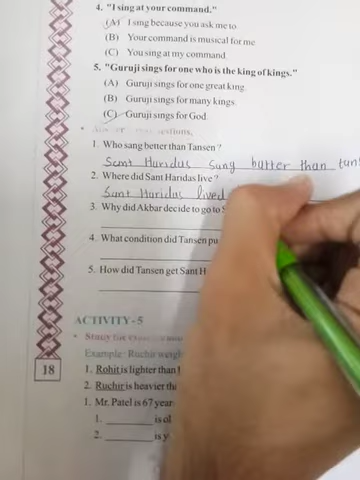 4. "I sing at your command."
(A) I sing because you ask me to
(B) Your command is musical for me
(C) You sing at my command
5. "Guruji sings for one who is the king of kings."
(A) Guruji sings for one great king.
(B) Guruji sings for many kings
(C) Guruji sings for God
1. Who sang better than Tansen ?
Sant Haridas sung batter than tans
2. Where did Sant Haridas live ?
Sant Haridas lived
3. Why did Akbar decide to go to S
4. What condition did Tansen pu
5. How did Tansen get Sant H
ACTIVITY-5
Study the
Example: Ruchir weigh
1. Rohit is lighter than
2. Ruchir is heavier tha
1. Mr. Patel is 67 year
1. ________ is ol
2. ________ is y
18